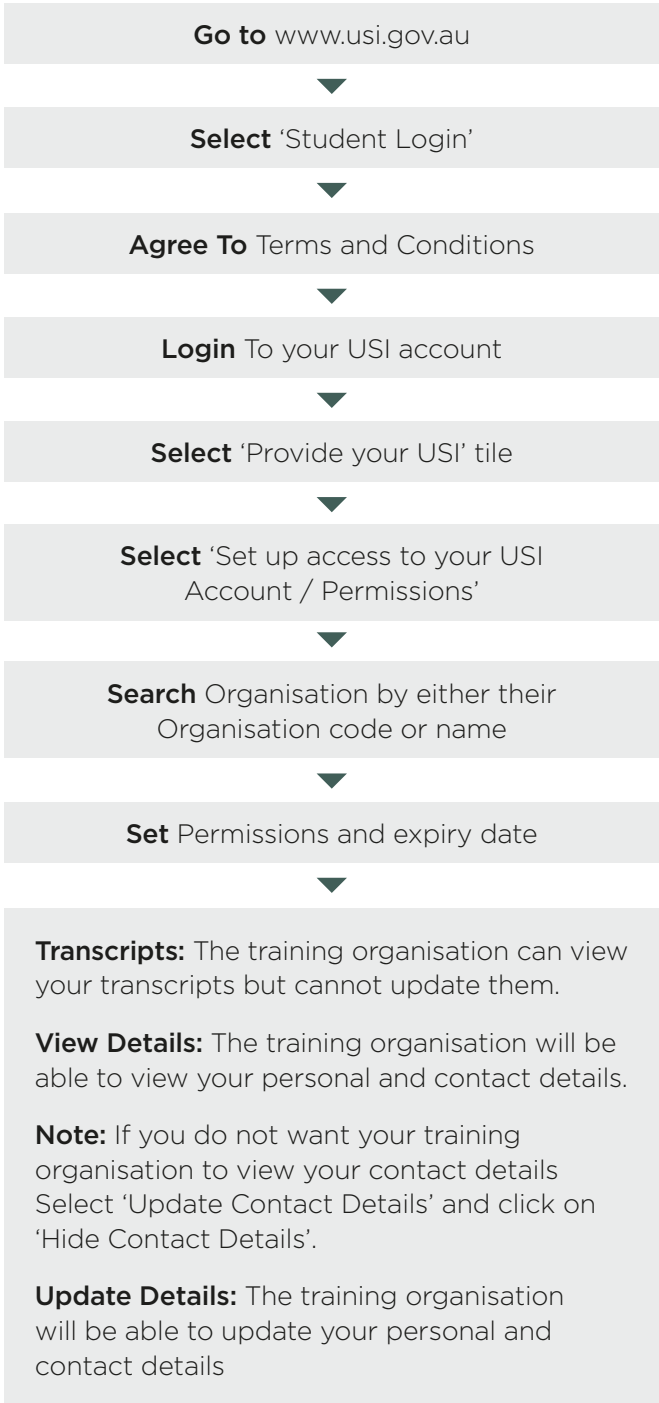 Go to www.usi.gov.au
Select ‘Student Login’
Agree To Terms and Conditions
Login To your USI account
Select ‘Provide your USI’ tile
Select ‘Set up access to your USI
Account / Permissions’
Search Organisation by either their
Organisation code or name
Set Permissions and expiry date
Transcripts: The training organisation can view
your transcripts but cannot update them.
View Details: The training organisation will be
able to view your personal and contact details.
Note: If you do not want your training
organisation to view your contact details
Select ‘Update Contact Details’ and click on
‘Hide Contact Details’.
Update Details: The training organisation
will be able to update your personal and
contact details